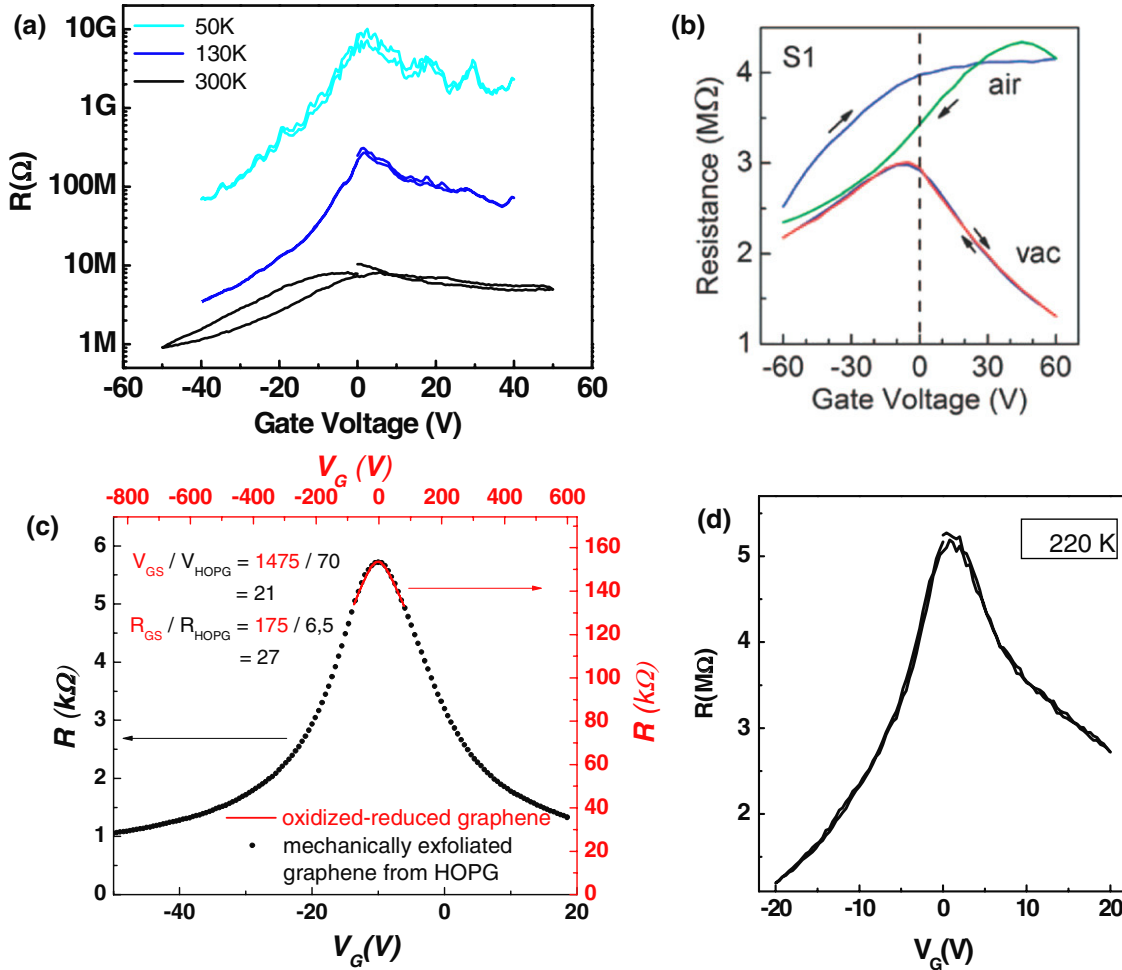 (a)
50K
130K
300K
10G
1G
100M
10M
1M
R(Ω)
-60 -40 -20 0 20 40 60
Gate Voltage (V)
(b)
S1
air
vac
4
3
2
1
Resistance (MΩ)
-60 -30 0 30 60
Gate Voltage (V)
V_G (V)
-800 -600 -400 -200 0 200 400 600
(c)
V_GS / V_HOPG = 1475 / 70
= 21
R_GS / R_HOPG = 175 / 6,5
= 27
6
5
4
3
2
1
0
R (kΩ)
160
140
120
100
80
60
40
20
0
R (kΩ)
oxidized-reduced graphene
mechanically exfoliated
graphene from HOPG
-40 -20 0 20
V_G(V)
(d)
220 K
5
4
3
2
R(MΩ)
-20 -10 0 10 20
V_G(V)